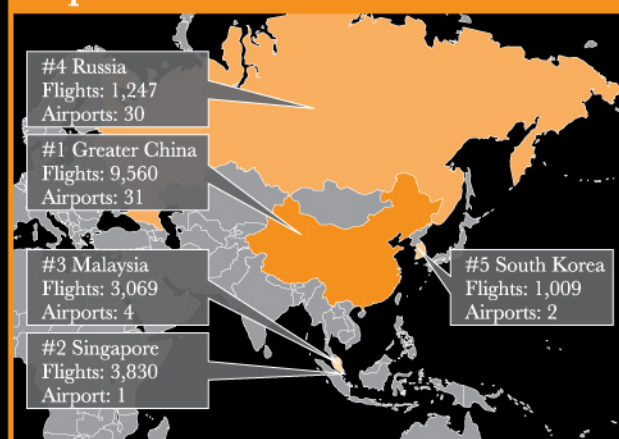 #4 Russia
Flights: 1,247
Airports: 30
#1 Greater China
Flights: 9,560
Airports: 31
#3 Malaysia
Flights: 3,069
Airports: 4
#2 Singapore
Flights: 3,830
Airport: 1
#5 South Korea
Flights: 1,009
Airports: 2